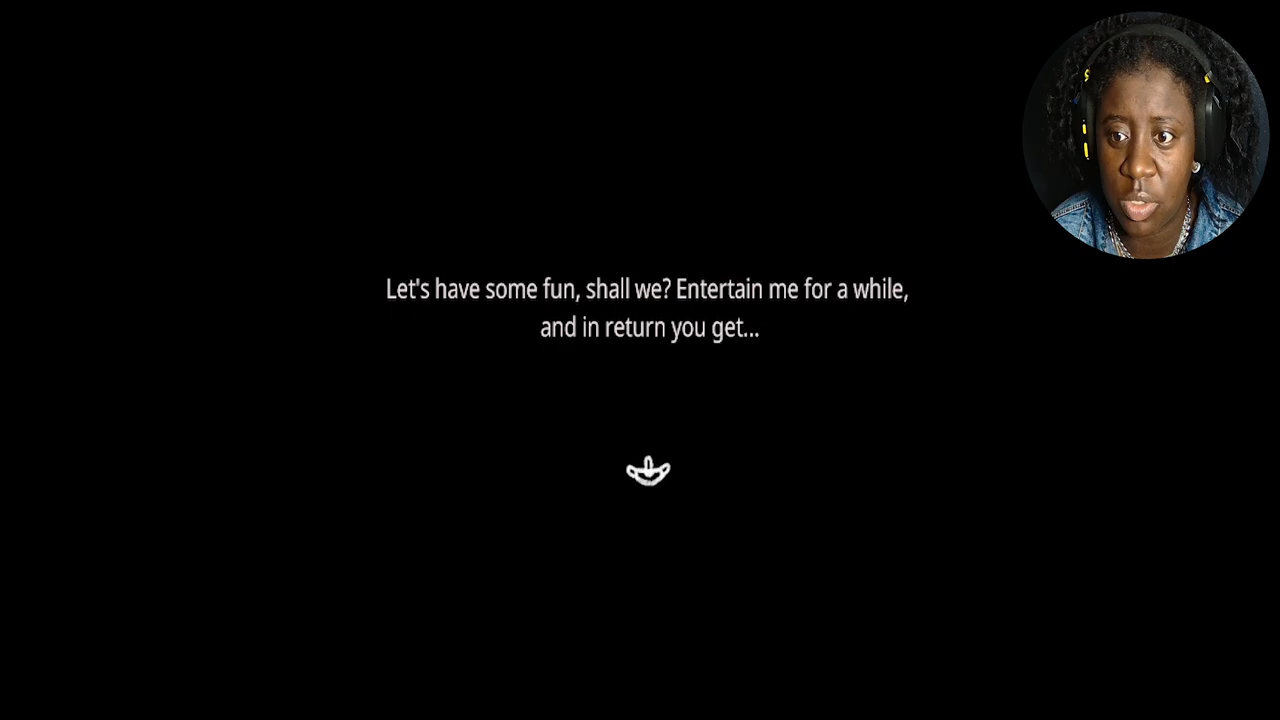 Let's have some fun, shall we? Entertain me for a while,
and in return you get...